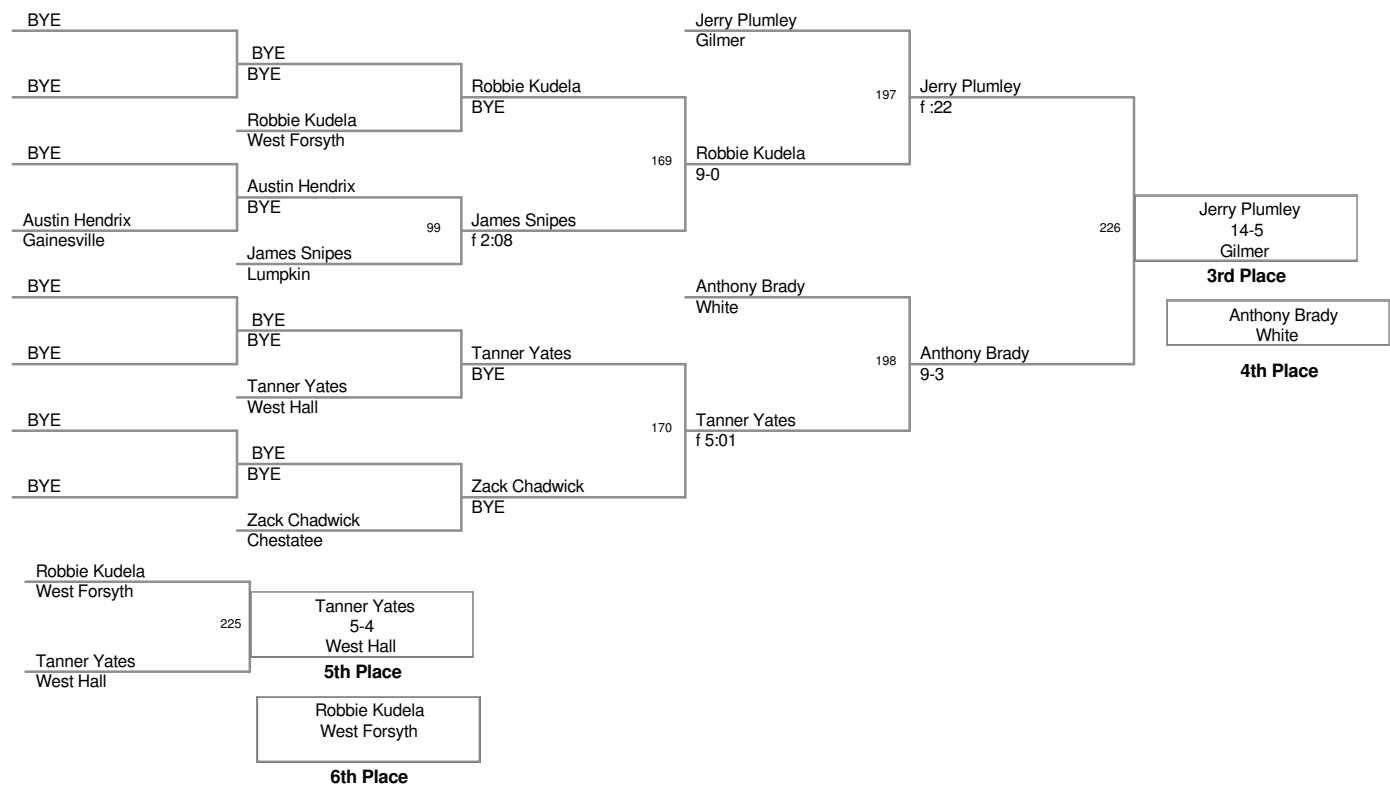 BYE
BYE
BYE
BYE
Robbie Kudela
West Forsyth
Robbie Kudela
BYE
BYE
Austin Hendrix
Gainesville
Austin Hendrix
BYE
James Snipes
Lumpkin
99
James Snipes
f 2:08
169
Robbie Kudela
9-0
Jerry Plumley
Gilmer
197
Jerry Plumley
f :22
BYE
BYE
BYE
BYE
Tanner Yates
West Hall
Tanner Yates
BYE
BYE
BYE
BYE
BYE
Zack Chadwick
Chestatee
Zack Chadwick
BYE
170
Tanner Yates
f 5:01
Anthony Brady
White
198
Anthony Brady
9-3
226
Jerry Plumley
14-5
Gilmer
3rd Place
Anthony Brady
White
4th Place
Robbie Kudela
West Forsyth
225
Tanner Yates
West Hall
Tanner Yates
5-4
West Hall
5th Place
Robbie Kudela
West Forsyth
6th Place